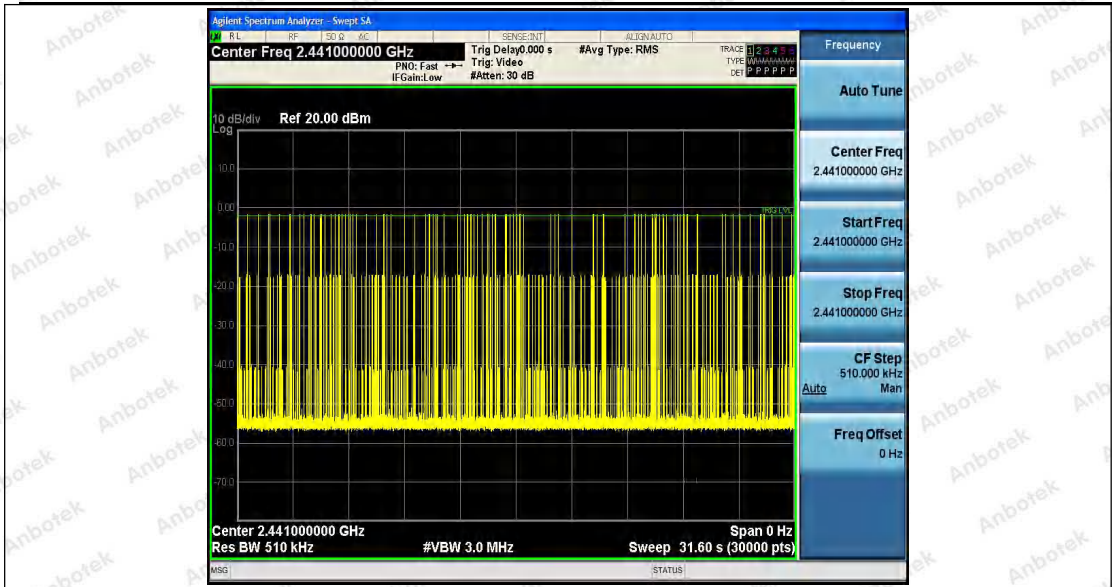 Agilent Spectrum Analyzer - Swept SA
RL RF 50 Ω AC SENSE:INT ALIGNAUTO
Center Freq 2.441000000 GHz
PNO: Fast
IFGain:Low
Trig Delay0.000 s
Trig: Video
#Atten: 30 dB
#Avg Type: RMS
TRACE 1 2 3 4 5 6
TYPE
DET P P P P P P
10 dB/div Ref 20.00 dBm
Log
10.0
0.00
TRIG LVL
-10.0
-20.0
-30.0
-40.0
-50.0
-60.0
-70.0
Center 2.441000000 GHz
Span 0 Hz
Res BW 510 kHz
#VBW 3.0 MHz
Sweep 31.60 s (30000 pts)
MSG
STATUS
Frequency
Auto Tune
Center Freq
2.441000000 GHz
Start Freq
2.441000000 GHz
Stop Freq
2.441000000 GHz
CF Step
510.000 kHz
Auto Man
Freq Offset
0 Hz
Anbotek